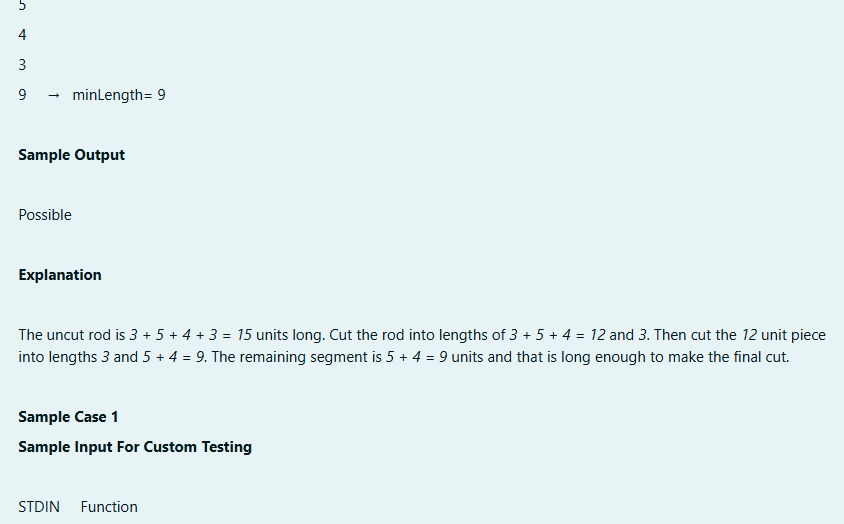 5
4
3
9 → minLength= 9
Sample Output
Possible
Explanation
The uncut rod is 3 + 5 + 4 + 3 = 15 units long. Cut the rod into lengths of 3 + 5 + 4 = 12 and 3. Then cut the 12 unit piece
into lengths 3 and 5 + 4 = 9. The remaining segment is 5 + 4 = 9 units and that is long enough to make the final cut.
Sample Case 1
Sample Input For Custom Testing
STDIN Function